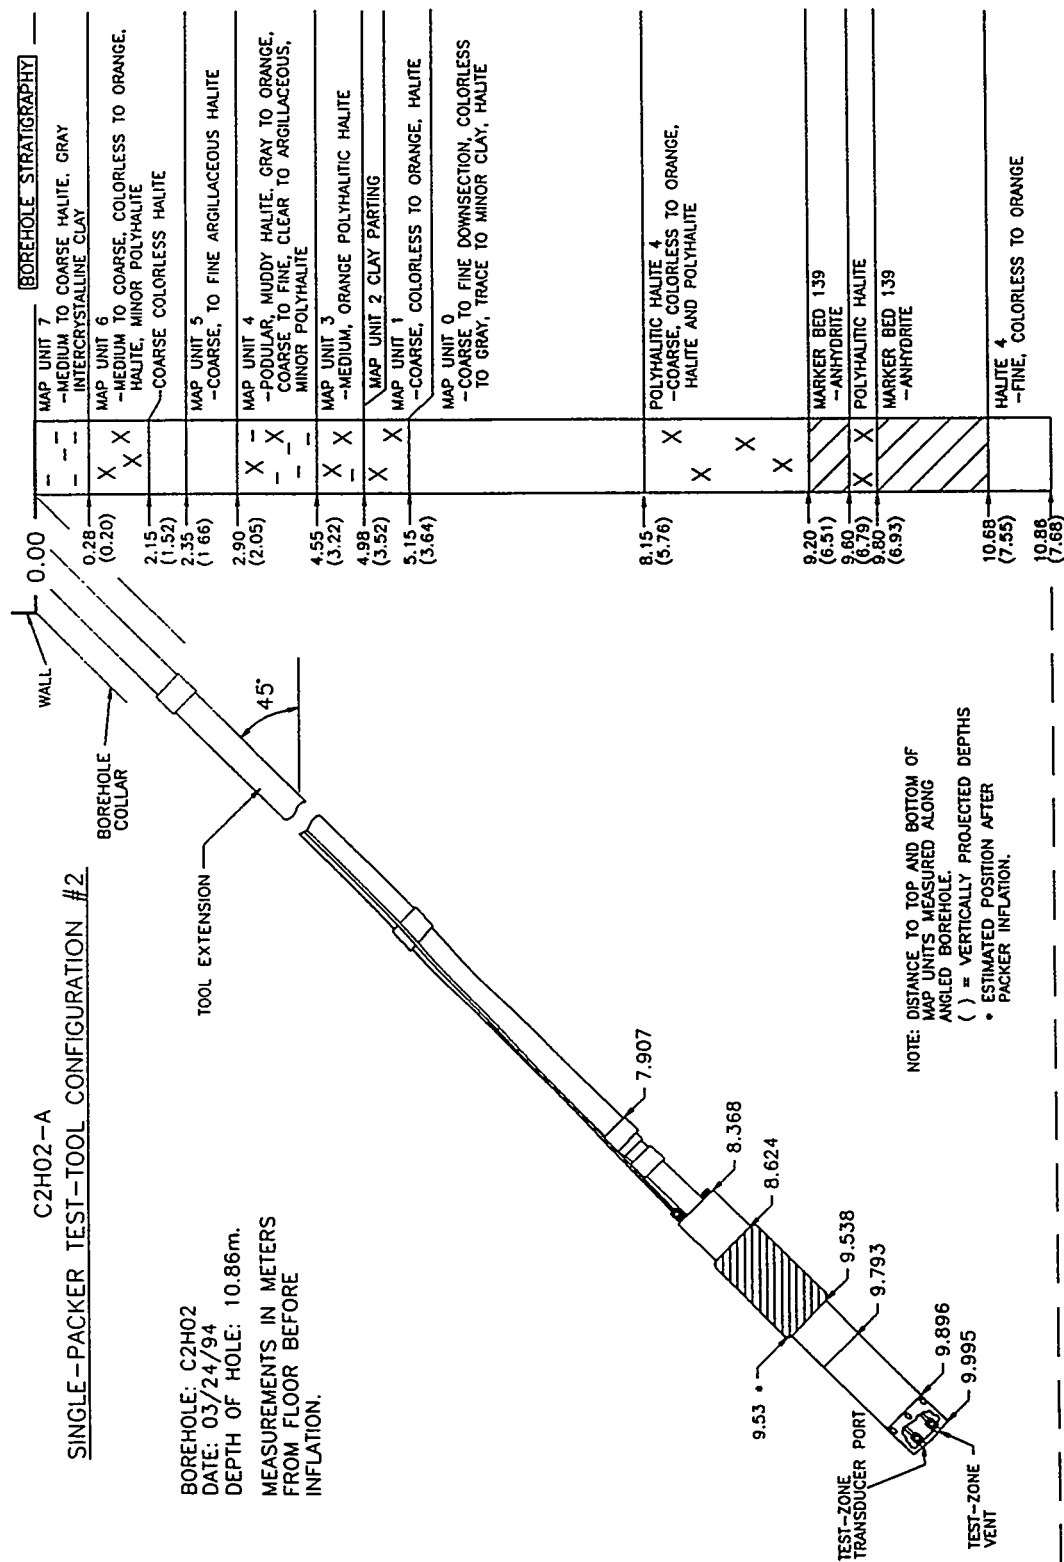 C2H02-A
SINGLE-PACKER TEST-TOOL CONFIGURATION #2
BOREHOLE: C2H02
DATE: 03/24/94
DEPTH OF HOLE: 10.86m.
MEASUREMENTS IN METERS
FROM FLOOR BEFORE
INFLATION.
WALL
BOREHOLE
COLLAR
TOOL EXTENSION
45°
7.907
8.368
8.624
9.538
9.793
9.896
9.995
9.53 *
TEST-ZONE
TRANSDUCER PORT
TEST-ZONE
VENT
NOTE: DISTANCE TO TOP AND BOTTOM OF
MAP UNITS MEASURED ALONG
ANGLED BOREHOLE.
( ) = VERTICALLY PROJECTED DEPTHS
* ESTIMATED POSITION AFTER
PACKER INFLATION.
BOREHOLE STRATIGRAPHY
0.00
MAP UNIT 7
-MEDIUM TO COARSE HALITE, GRAY
INTERCRYSTALLINE CLAY
0.28
(0.20)
MAP UNIT 6
-MEDIUM TO COARSE, COLORLESS TO ORANGE,
HALITE, MINOR POLYHALITE
2.15
(1.52)
-COARSE COLORLESS HALITE
2.35
(1 66)
MAP UNIT 5
-COARSE, TO FINE ARGILLACEOUS HALITE
2.90
(2.05)
MAP UNIT 4
-PODULAR, MUDDY HALITE, GRAY TO ORANGE,
COARSE TO FINE, CLEAR TO ARGILLACEOUS,
MINOR POLYHALITE
4.55
(3.22)
MAP UNIT 3
-MEDIUM, ORANGE POLYHALITIC HALITE
4.98
(3.52)
MAP UNIT 2 CLAY PARTING
MAP UNIT 1
-COARSE, COLORLESS TO ORANGE, HALITE
5.15
(3.64)
MAP UNIT 0
-COARSE TO FINE DOWNSECTION, COLORLESS
TO GRAY, TRACE TO MINOR CLAY, HALITE
8.15
(5.76)
POLYHALITIC HALITE 4
-COARSE, COLORLESS TO ORANGE,
HALITE AND POLYHALITE
9.20
(6.51)
MARKER BED 139
-ANHYDRITE
9.60
(6.79)
POLYHALITIC HALITE
9.80
(6.93)
MARKER BED 139
-ANHYDRITE
10.68
(7.55)
HALITE 4
-FINE, COLORLESS TO ORANGE
10.86
(7.68)